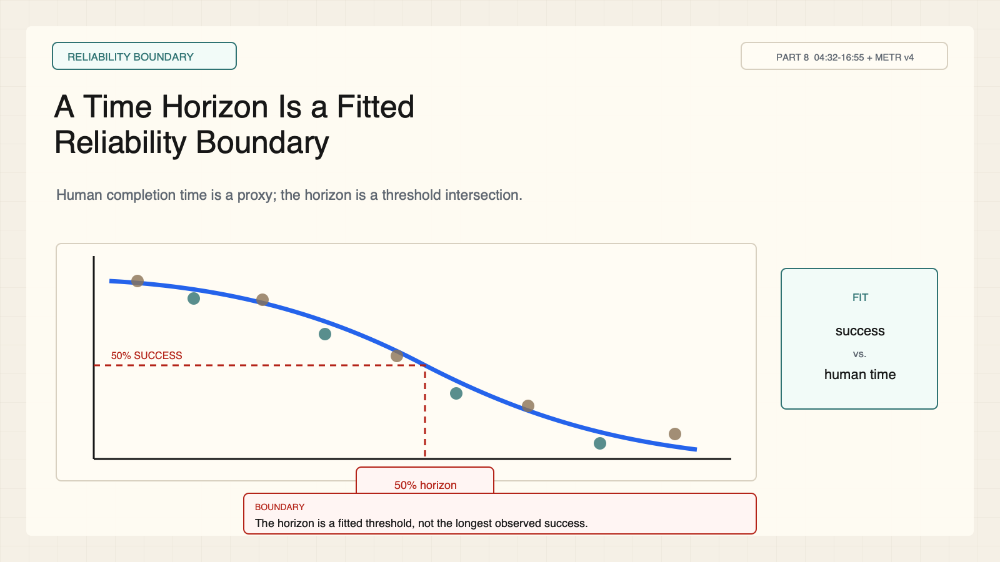 RELIABILITY BOUNDARY
PART 8 04:32-16:55 + METR v4
A Time Horizon Is a Fitted
Reliability Boundary
Human completion time is a proxy; the horizon is a threshold intersection.
50% SUCCESS
FIT
success
vs.
human time
50% horizon
BOUNDARY
The horizon is a fitted threshold, not the longest observed success.